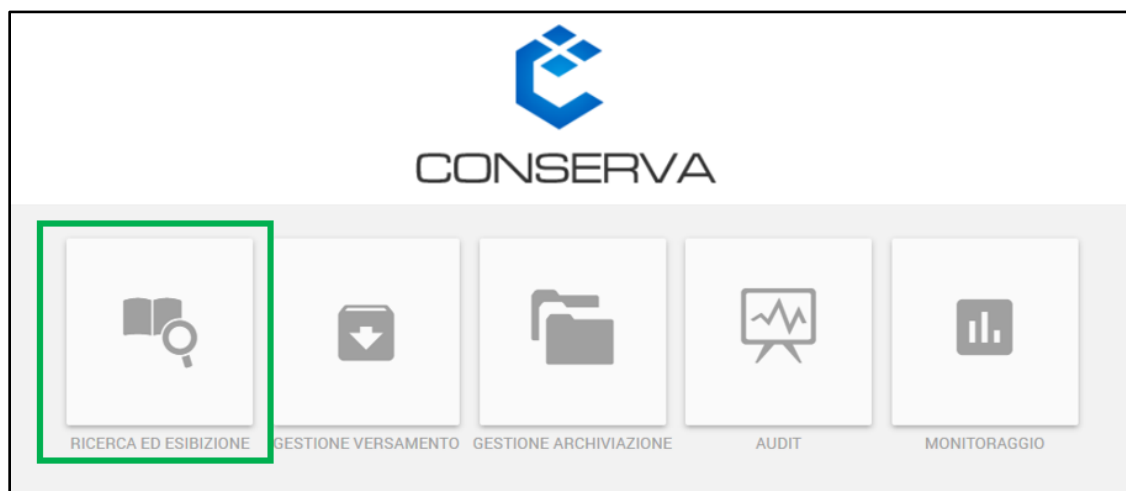 CONSERVA
RICERCA ED ESIBIZIONE GESTIONE VERSAMENTO GESTIONE ARCHIVIAZIONE AUDIT MONITORAGGIO